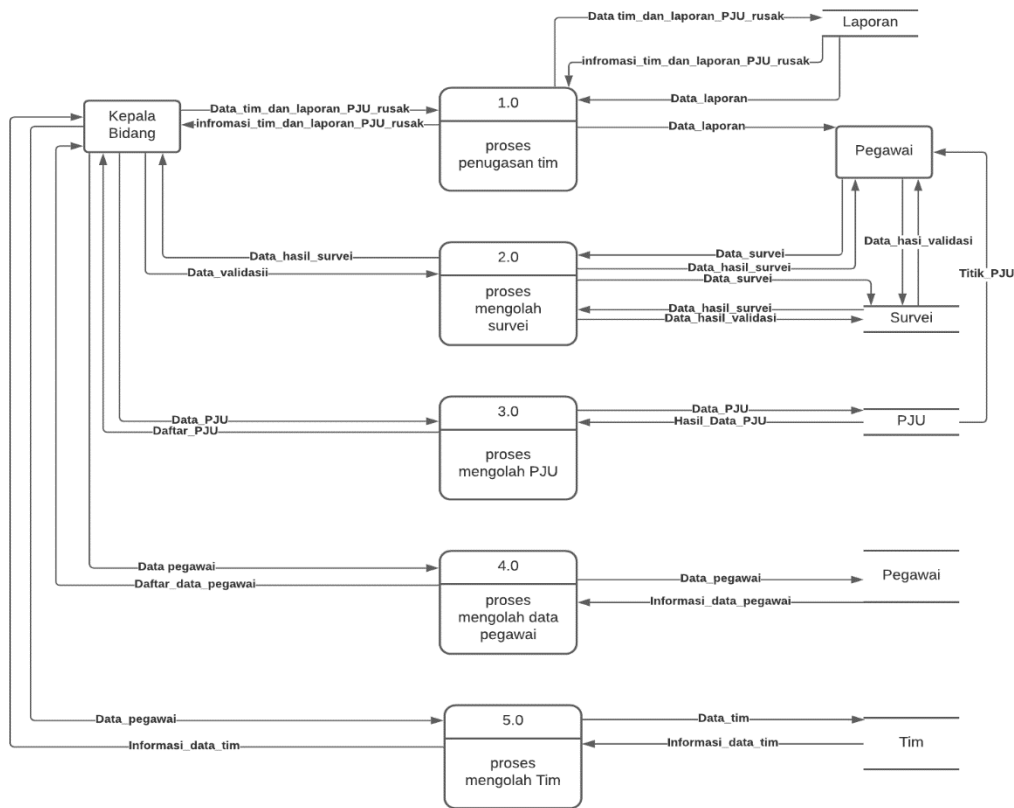 Data tim_dan_laporan_PJU_rusak
Laporan
infromasi_tim_dan_laporan_PJU_rusak
1.0
Data_laporan
Kepala
Bidang
Data_tim_dan_laporan_PJU_rusak
infromasi_tim_dan_laporan_PJU_rusak
Data_laporan
proses
penugasan tim
Pegawai
Data_hasil_survei
Data_validasii
2.0
Data_survei
Data_hasil_survei
Data_survei
Data_hasi_validasi
Titik_PJU
proses
mengolah
survei
Data_hasil_survei
Data_hasil_validasi
Survei
Data_PJU
Daftar_PJU
3.0
Data_PJU
Hasil_Data_PJU
PJU
proses
mengolah PJU
Data pegawai
Daftar_data_pegawai
4.0
Data_pegawai
Informasi_data_pegawai
Pegawai
proses
mengolah data
pegawai
Data_pegawai
Informasi_data_tim
5.0
Data_tim
Informasi_data_tim
Tim
proses
mengolah Tim